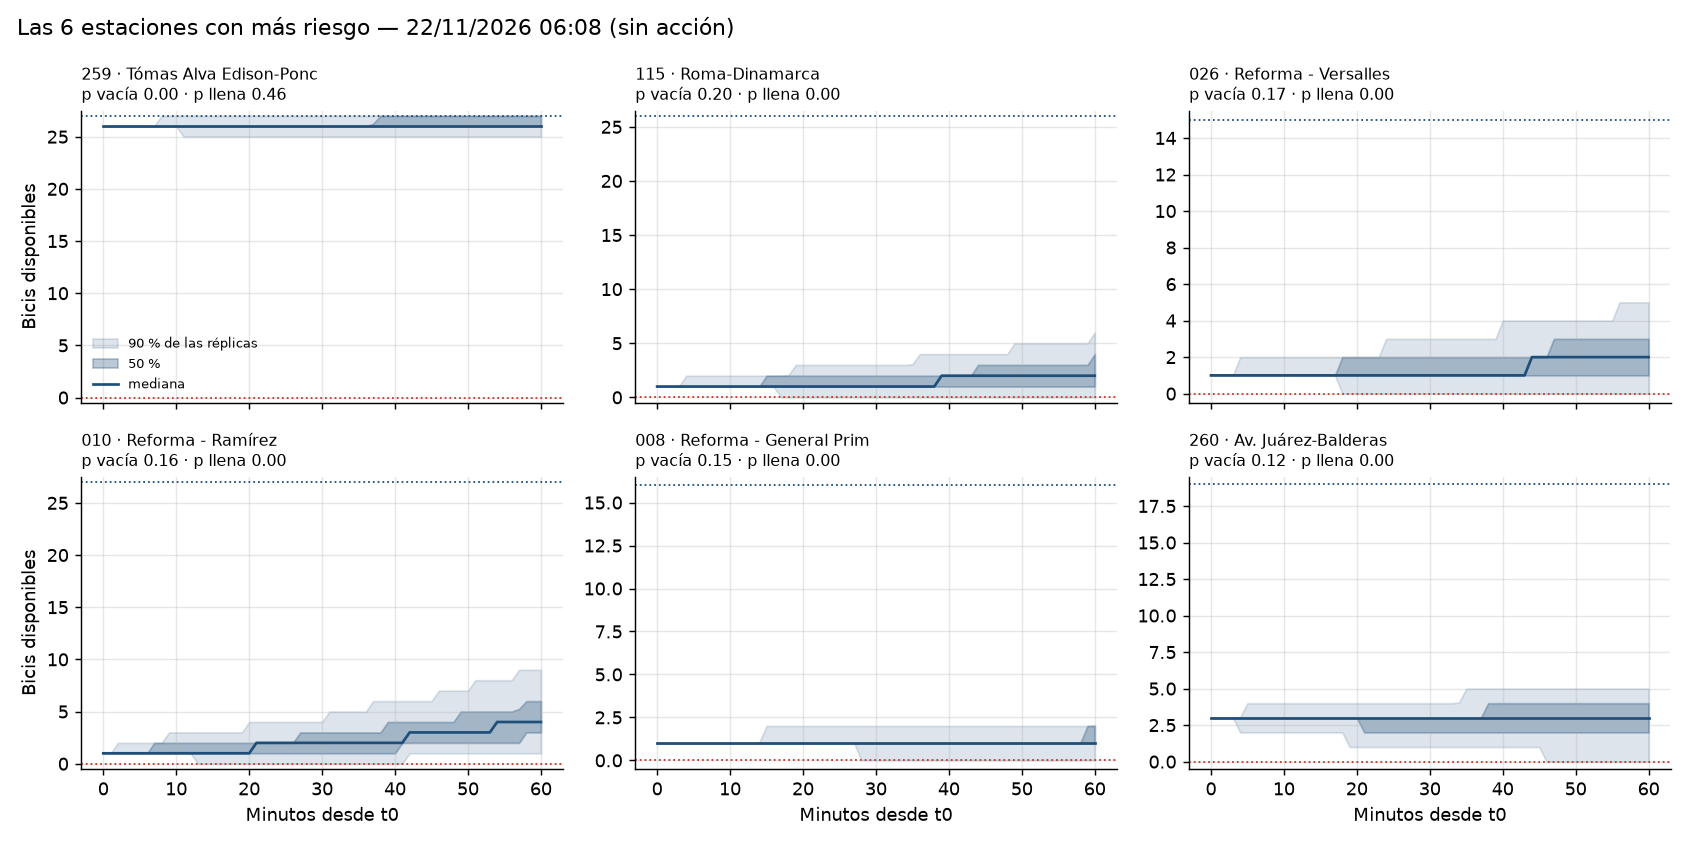 Las 6 estaciones con más riesgo — 22/11/2026 06:08 (sin acción)
259 · Tómas Alva Edison-Ponc
p vacía 0.00 · p llena 0.46
115 · Roma-Dinamarca
p vacía 0.20 · p llena 0.00
026 · Reforma - Versalles
p vacía 0.17 · p llena 0.00
Bicis disponibles
25
20
15
10
5
0
90 % de las réplicas
50 %
mediana
25
20
15
10
5
0
14
12
10
8
6
4
2
0
010 · Reforma - Ramírez
p vacía 0.16 · p llena 0.00
008 · Reforma - General Prim
p vacía 0.15 · p llena 0.00
260 · Av. Juárez-Balderas
p vacía 0.12 · p llena 0.00
Bicis disponibles
25
20
15
10
5
0
0 10 20 30 40 50 60
Minutos desde t0
15.0
12.5
10.0
7.5
5.0
2.5
0.0
0 10 20 30 40 50 60
Minutos desde t0
17.5
15.0
12.5
10.0
7.5
5.0
2.5
0.0
0 10 20 30 40 50 60
Minutos desde t0